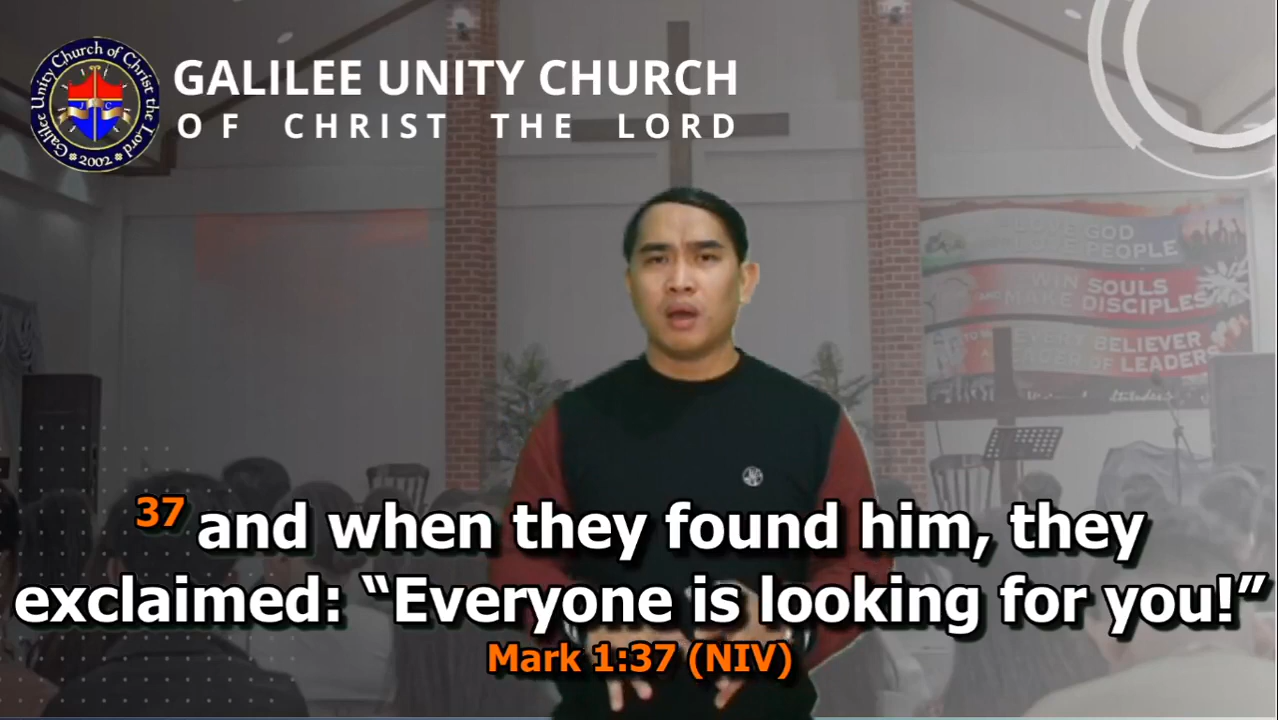 Galilee Unity Church of Christ the Lord
J C
2002
GALILEE UNITY CHURCH
OF CHRIST THE LORD
LOVE GOD
PEOPLE
WIN SOULS
AND MAKE DISCIPLES
EVERY BELIEVER
LEADER OF LEADERS
37 and when they found him, they
exclaimed: “Everyone is looking for you!”
Mark 1:37 (NIV)